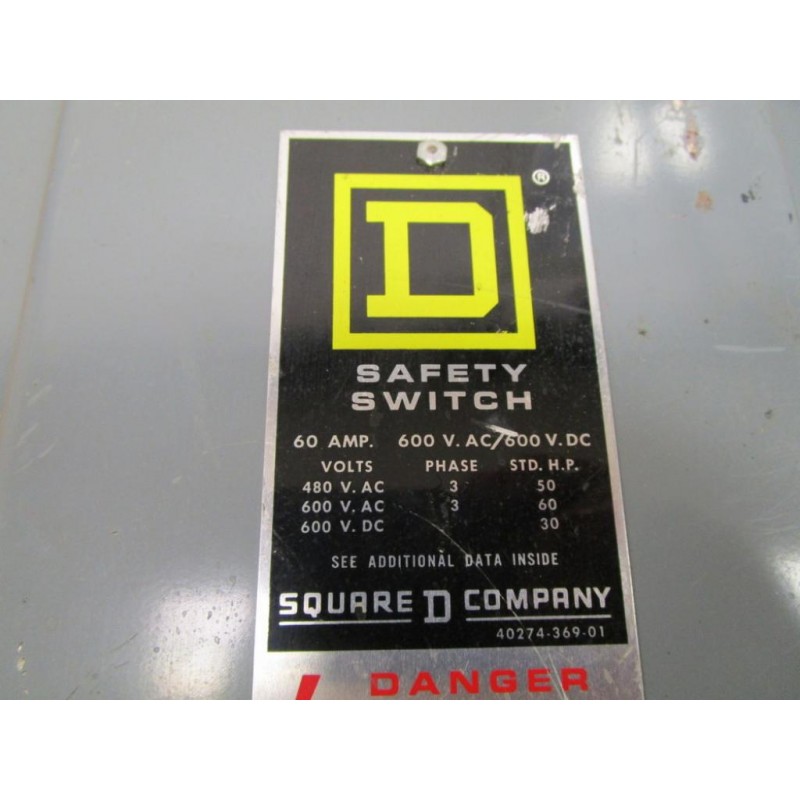 D ®
SAFETY
SWITCH
60 AMP. 600 V. AC/600 V. DC
VOLTS PHASE STD. H.P.
480 V. AC 3 50
600 V. AC 3 60
600 V. DC 30
SEE ADDITIONAL DATA INSIDE
SQUARE D COMPANY
40274-369-01
DANGER